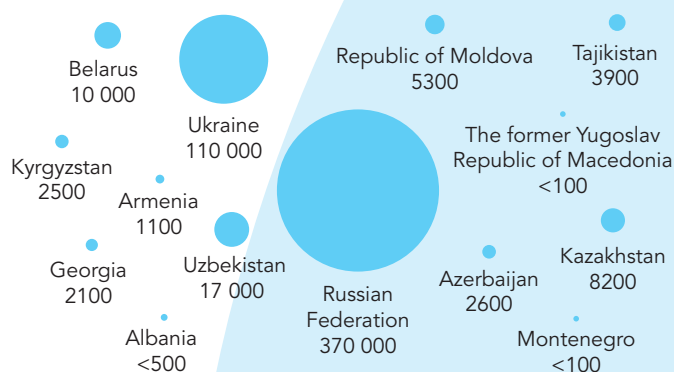 Belarus
10 000
Ukraine
110 000
Kyrgyzstan
2500
Armenia
1100
Georgia
2100
Uzbekistan
17 000
Albania
<500
Republic of Moldova
5300
Tajikistan
3900
The former Yugoslav
Republic of Macedonia
<100
Russian
Federation
370 000
Azerbaijan
2600
Kazakhstan
8200
Montenegro
<100